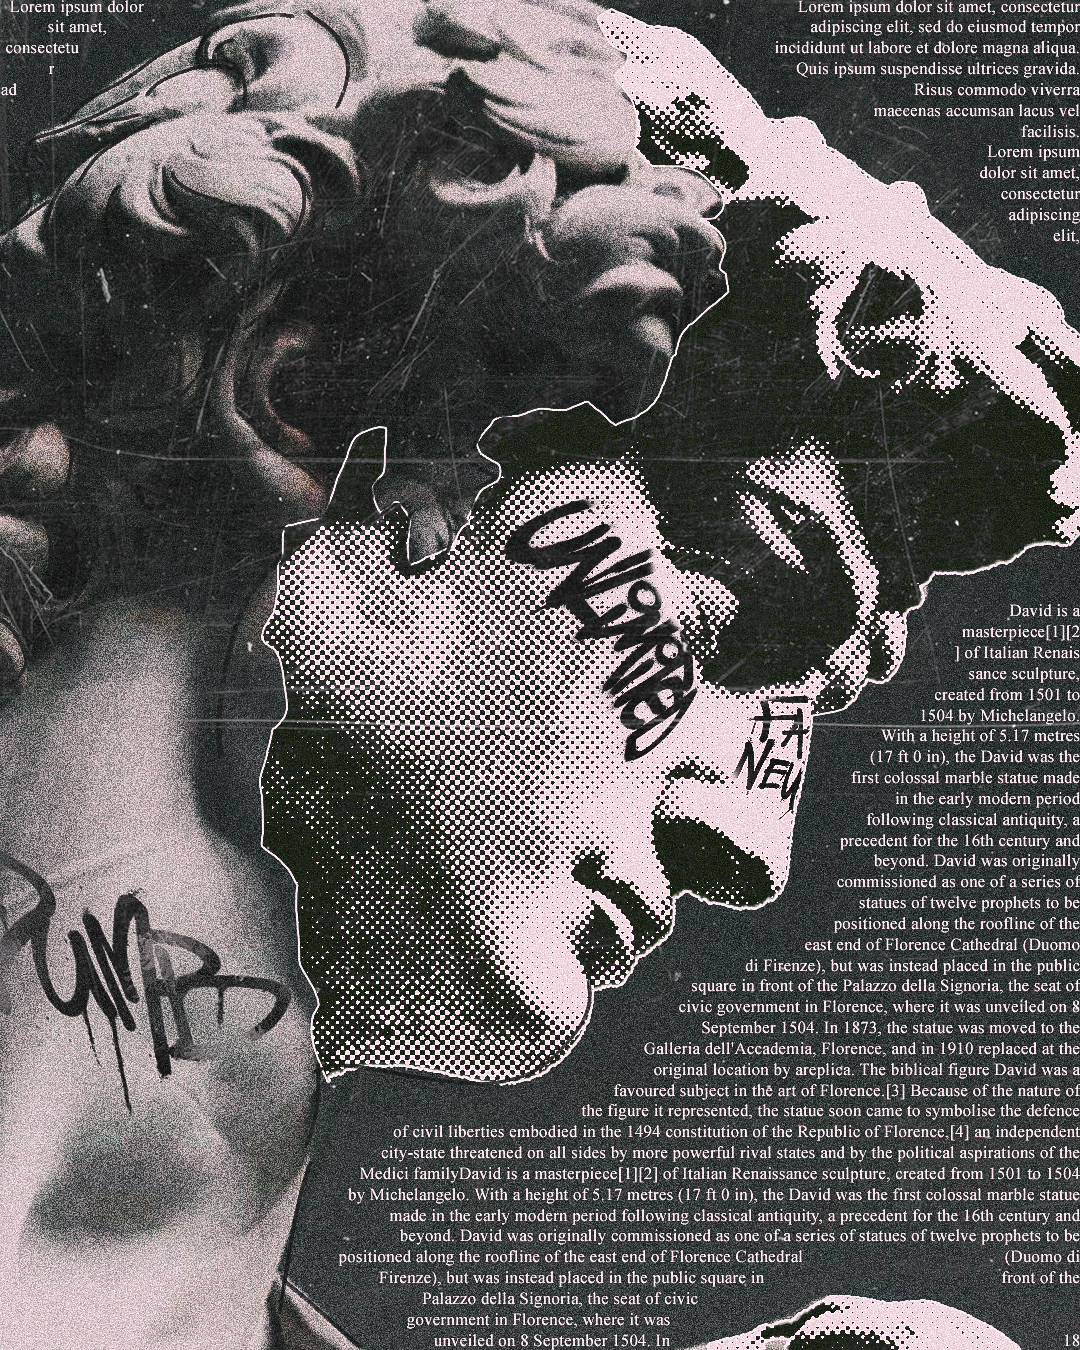 Lorem ipsum dolor
sit amet,
consectetu
r
ad
Lorem ipsum dolor sit amet, consectetur
adipiscing elit, sed do eiusmod tempor
incididunt ut labore et dolore magna aliqua.
Quis ipsum suspendisse ultrices gravida.
Risus commodo viverra
maecenas accumsan lacus vel
facilisis.
Lorem ipsum
dolor sit amet,
consectetur
adipiscing
elit,
FA
NEY
David is a
masterpiece[1][2
] of Italian Renais
sance sculpture,
created from 1501 to
1504 by Michelangelo.
With a height of 5.17 metres
(17 ft 0 in), the David was the
first colossal marble statue made
in the early modern period
following classical antiquity, a
precedent for the 16th century and
beyond. David was originally
commissioned as one of a series of
statues of twelve prophets to be
positioned along the roofline of the
east end of Florence Cathedral (Duomo
di Firenze), but was instead placed in the public
square in front of the Palazzo della Signoria, the seat of
civic government in Florence, where it was unveiled on 8
September 1504. In 1873, the statue was moved to the
Galleria dell'Accademia, Florence, and in 1910 replaced at the
original location by areplica. The biblical figure David was a
favoured subject in the art of Florence.[3] Because of the nature of
the figure it represented, the statue soon came to symbolise the defence
of civil liberties embodied in the 1494 constitution of the Republic of Florence,[4] an independent
city-state threatened on all sides by more powerful rival states and by the political aspirations of the
Medici familyDavid is a masterpiece[1][2] of Italian Renaissance sculpture, created from 1501 to 1504
by Michelangelo. With a height of 5.17 metres (17 ft 0 in), the David was the first colossal marble statue
made in the early modern period following classical antiquity, a precedent for the 16th century and
beyond. David was originally commissioned as one of a series of statues of twelve prophets to be
positioned along the roofline of the east end of Florence Cathedral (Duomo di
Firenze), but was instead placed in the public square in front of the
Palazzo della Signoria, the seat of civic
government in Florence, where it was
unveiled on 8 September 1504. In 18